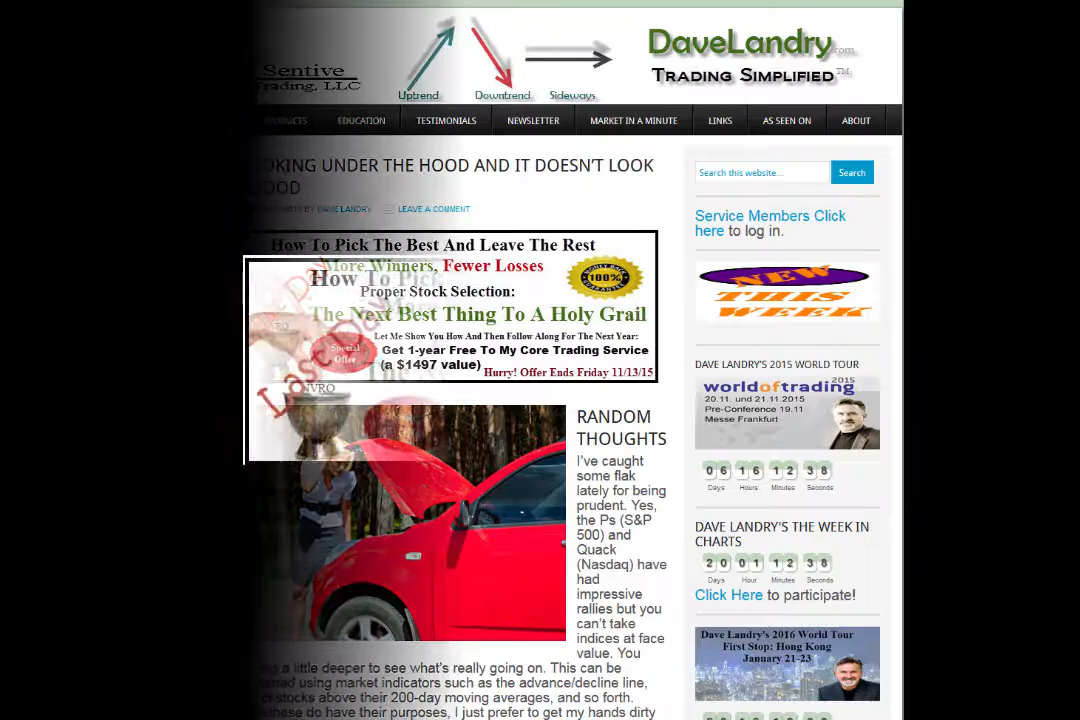 Sentive
Trading, LLC
Uptrend
Downtrend
Sideways
DaveLandry.com
TRADING SIMPLIFIED™
PRODUCTS
EDUCATION
TESTIMONIALS
NEWSLETTER
MARKET IN A MINUTE
LINKS
AS SEEN ON
ABOUT
UNDER THE HOOD AND IT DOESN'T LOOK
BY DAVE LANDRY
LEAVE A COMMENT
How To Pick The Best And Leave The Rest
More Winners, Fewer Losses
Proper Stock Selection:
The Next Best Thing To A Holy Grail
Let Me Show You How And Then Follow Along For The Next Year:
Get 1-year Free To My Core Trading Service
(a $1497 value)
Hurry! Offer Ends Friday 11/13/15
100%
How To Pick
Special
Offer
Last Day
RANDOM
THOUGHTS
I've caught
some flak
lately for being
prudent. Yes,
the Ps (S&P
500) and
Quack
(Nasdaq) have
had
impressive
rallies but you
can't take
indices at face
value. You
a little deeper to see what's really going on. This can be
using market indicators such as the advance/decline line,
stocks above their 200-day moving averages, and so forth.
these do have their purposes, I just prefer to get my hands dirty
Search this website...
Search
Service Members Click
here to log in.
NEW
THIS
WEEK
DAVE LANDRY'S 2015 WORLD TOUR
worldoftrading 2015
20.11. und 21.11.2015
Pre-Conference 19.11
Messe Frankfurt
06 16 12 38
Days Hours Minutes Seconds
DAVE LANDRY'S THE WEEK IN
CHARTS
20 01 12 38
Days Hour Minutes Seconds
Click Here to participate!
Dave Landry's 2016 World Tour
First Stop: Hong Kong
January 21-23